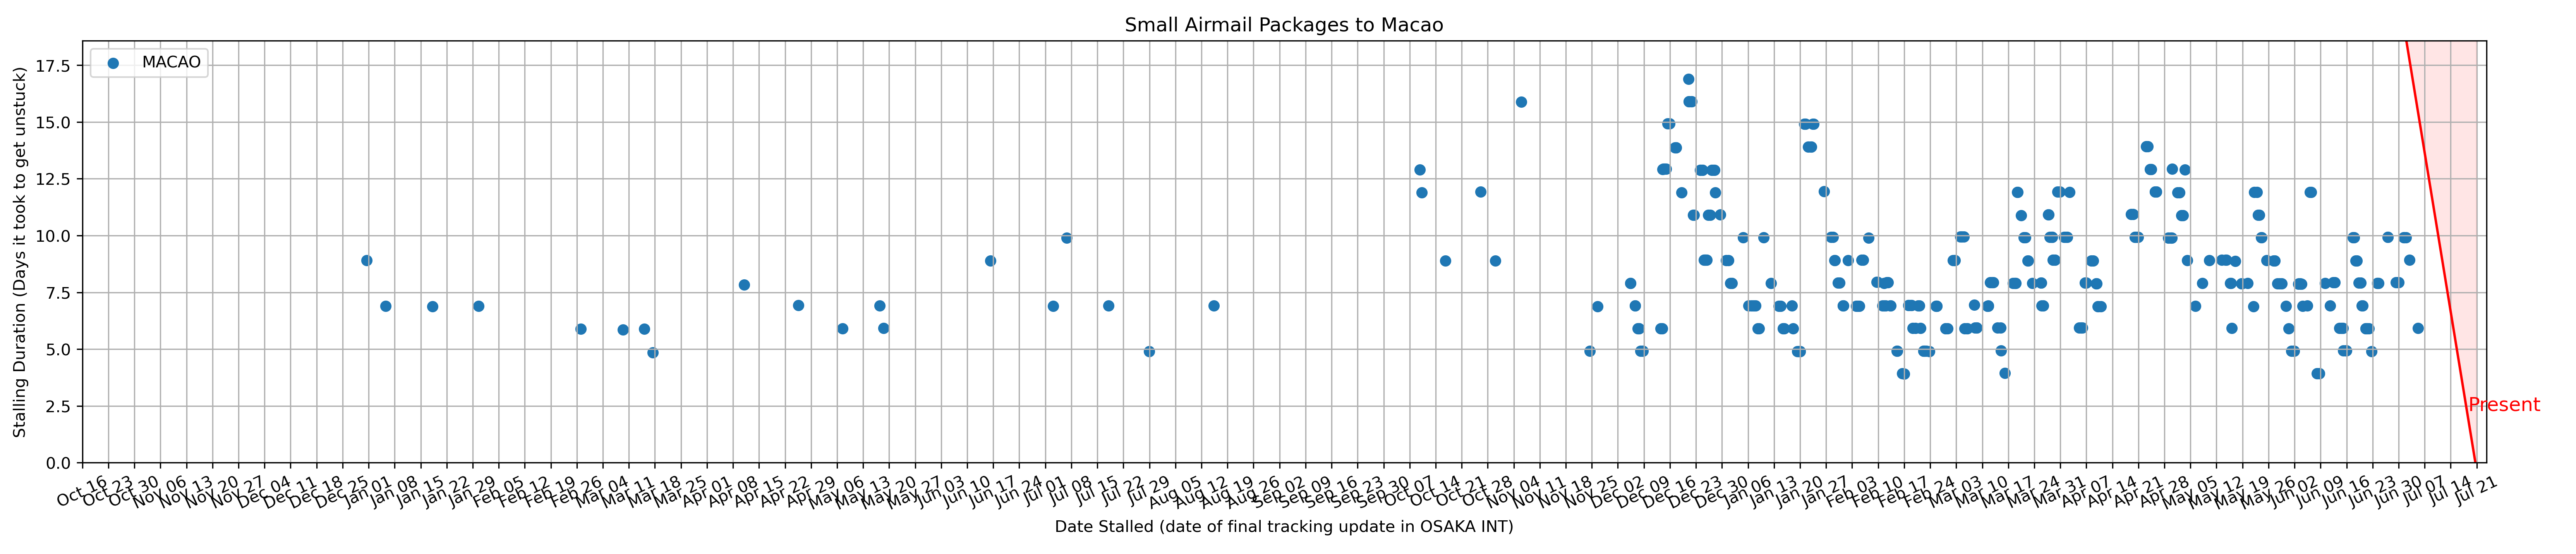 Small Airmail Packages to Macao
MACAO
Stalling Duration (Days it took to get unstuck)
17.5
15.0
12.5
10.0
7.5
5.0
2.5
0.0
Present
Oct 16 Oct 23 Oct 30 Nov 06 Nov 13 Nov 20 Nov 27 Dec 04 Dec 11 Dec 18 Dec 25 Jan 01 Jan 08 Jan 15 Jan 22 Jan 29 Feb 05 Feb 12 Feb 19 Feb 26 Mar 04 Mar 11 Mar 18 Mar 25 Apr 01 Apr 08 Apr 15 Apr 22 Apr 29 May 06 May 13 May 20 May 27 Jun 03 Jun 10 Jun 17 Jun 24 Jul 01 Jul 08 Jul 15 Jul 22 Jul 29 Aug 05 Aug 12 Aug 19 Aug 26 Sep 02 Sep 09 Sep 16 Sep 23 Sep 30 Oct 07 Oct 14 Oct 21 Oct 28 Nov 04 Nov 11 Nov 18 Nov 25 Dec 02 Dec 09 Dec 16 Dec 23 Dec 30 Jan 06 Jan 13 Jan 20 Jan 27 Feb 03 Feb 10 Feb 17 Feb 24 Mar 03 Mar 10 Mar 17 Mar 24 Mar 31 Apr 07 Apr 14 Apr 21 Apr 28 May 05 May 12 May 19 May 26 Jun 02 Jun 09 Jun 16 Jun 23 Jun 30 Jul 07 Jul 14 Jul 21
Date Stalled (date of final tracking update in OSAKA INT)